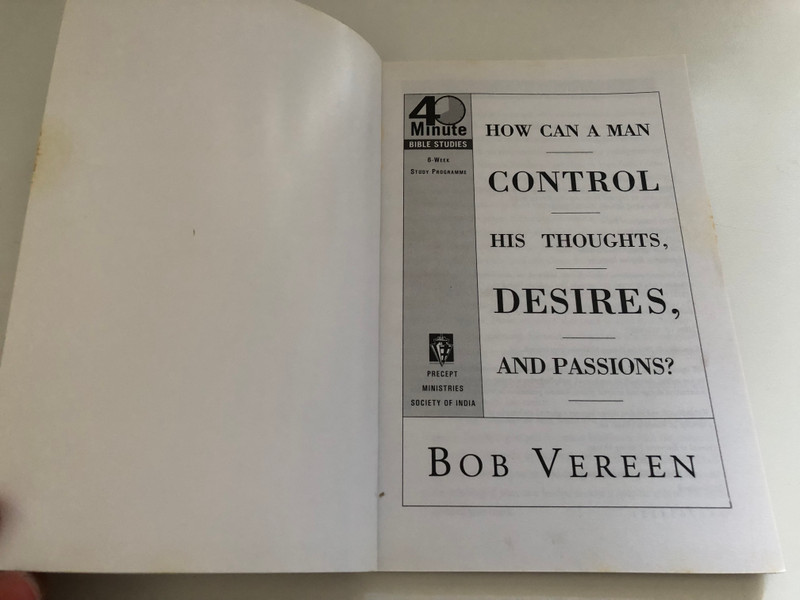 40
Minute
BIBLE STUDIES
6-WEEK
STUDY PROGRAMME
PRECEPT
MINISTRIES
SOCIETY OF INDIA
HOW CAN A MAN
CONTROL
HIS THOUGHTS,
DESIRES,
AND PASSIONS?
BOB VEREEN